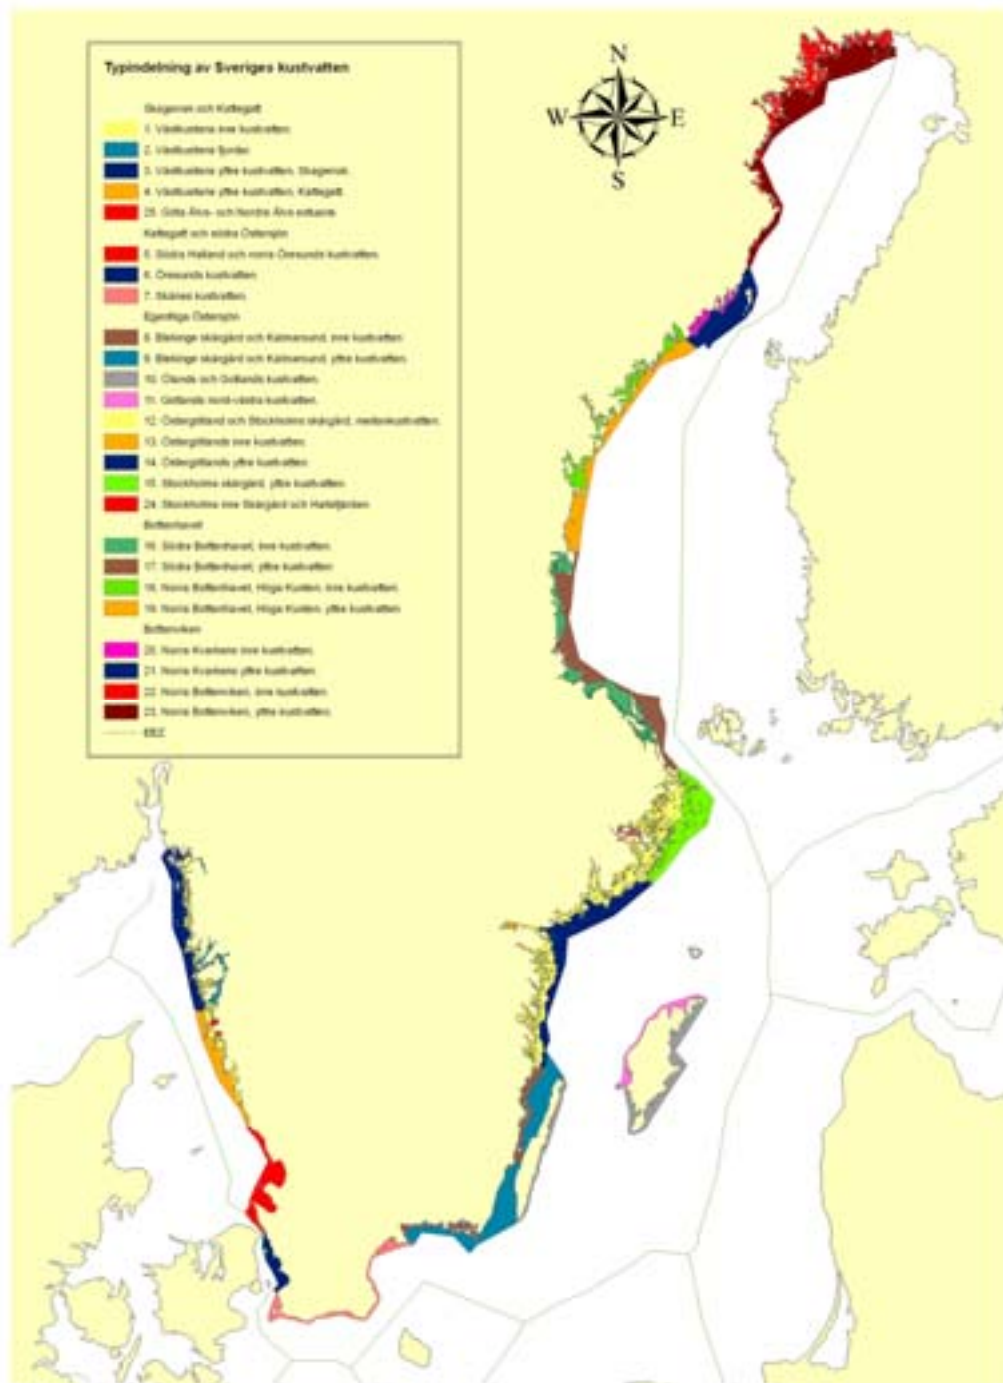 Typindelning av Sveriges kustvatten
Skagerrak och Kattegatt
1. Västkustens inre kustvatten
2. Västkustens fjordar
3. Västkustens yttre kustvatten, Skagerrak.
4. Västkustens yttre kustvatten, Kattegatt.
25. Göta Älvs- och Nordre Älvs estuarie
Kattegatt och södra Östersjön
5. Södra Halland och norra Öresunds kustvatten.
6. Öresunds kustvatten
7. Skånes kustvatten.
Egentliga Östersjön
8. Blekinge skärgård och Kalmarsund, inre kustvatten
9. Blekinge skärgård och Kalmarsund, yttre kustvatten.
10. Ölands och Gotlands kustvatten.
11. Gotlands nord-västra kustvatten.
12. Östergötland och Stockholms skärgård, mellankustvatten.
13. Östergötlands inre kustvatten
14. Östergötlands yttre kustvatten
15. Stockholms skärgård, yttre kustvatten
24. Stockholms inre Skärgård och Hallsfjärden
Bottenhavet
16. Södra Bottenhavet, inre kustvatten.
17. Södra Bottenhavet, yttre kustvatten
18. Norra Bottenhavet, Höga Kusten, inre kustvatten.
19. Norra Bottenhavet, Höga Kusten, yttre kustvatten
Bottenviken
20. Norra Kvarkens inre kustvatten.
21. Norra Kvarkens yttre kustvatten.
22. Norra Bottenviken, inre kustvatten
23. Norra Bottenviken, yttre kustvatten.
EEZ
N
W E
S